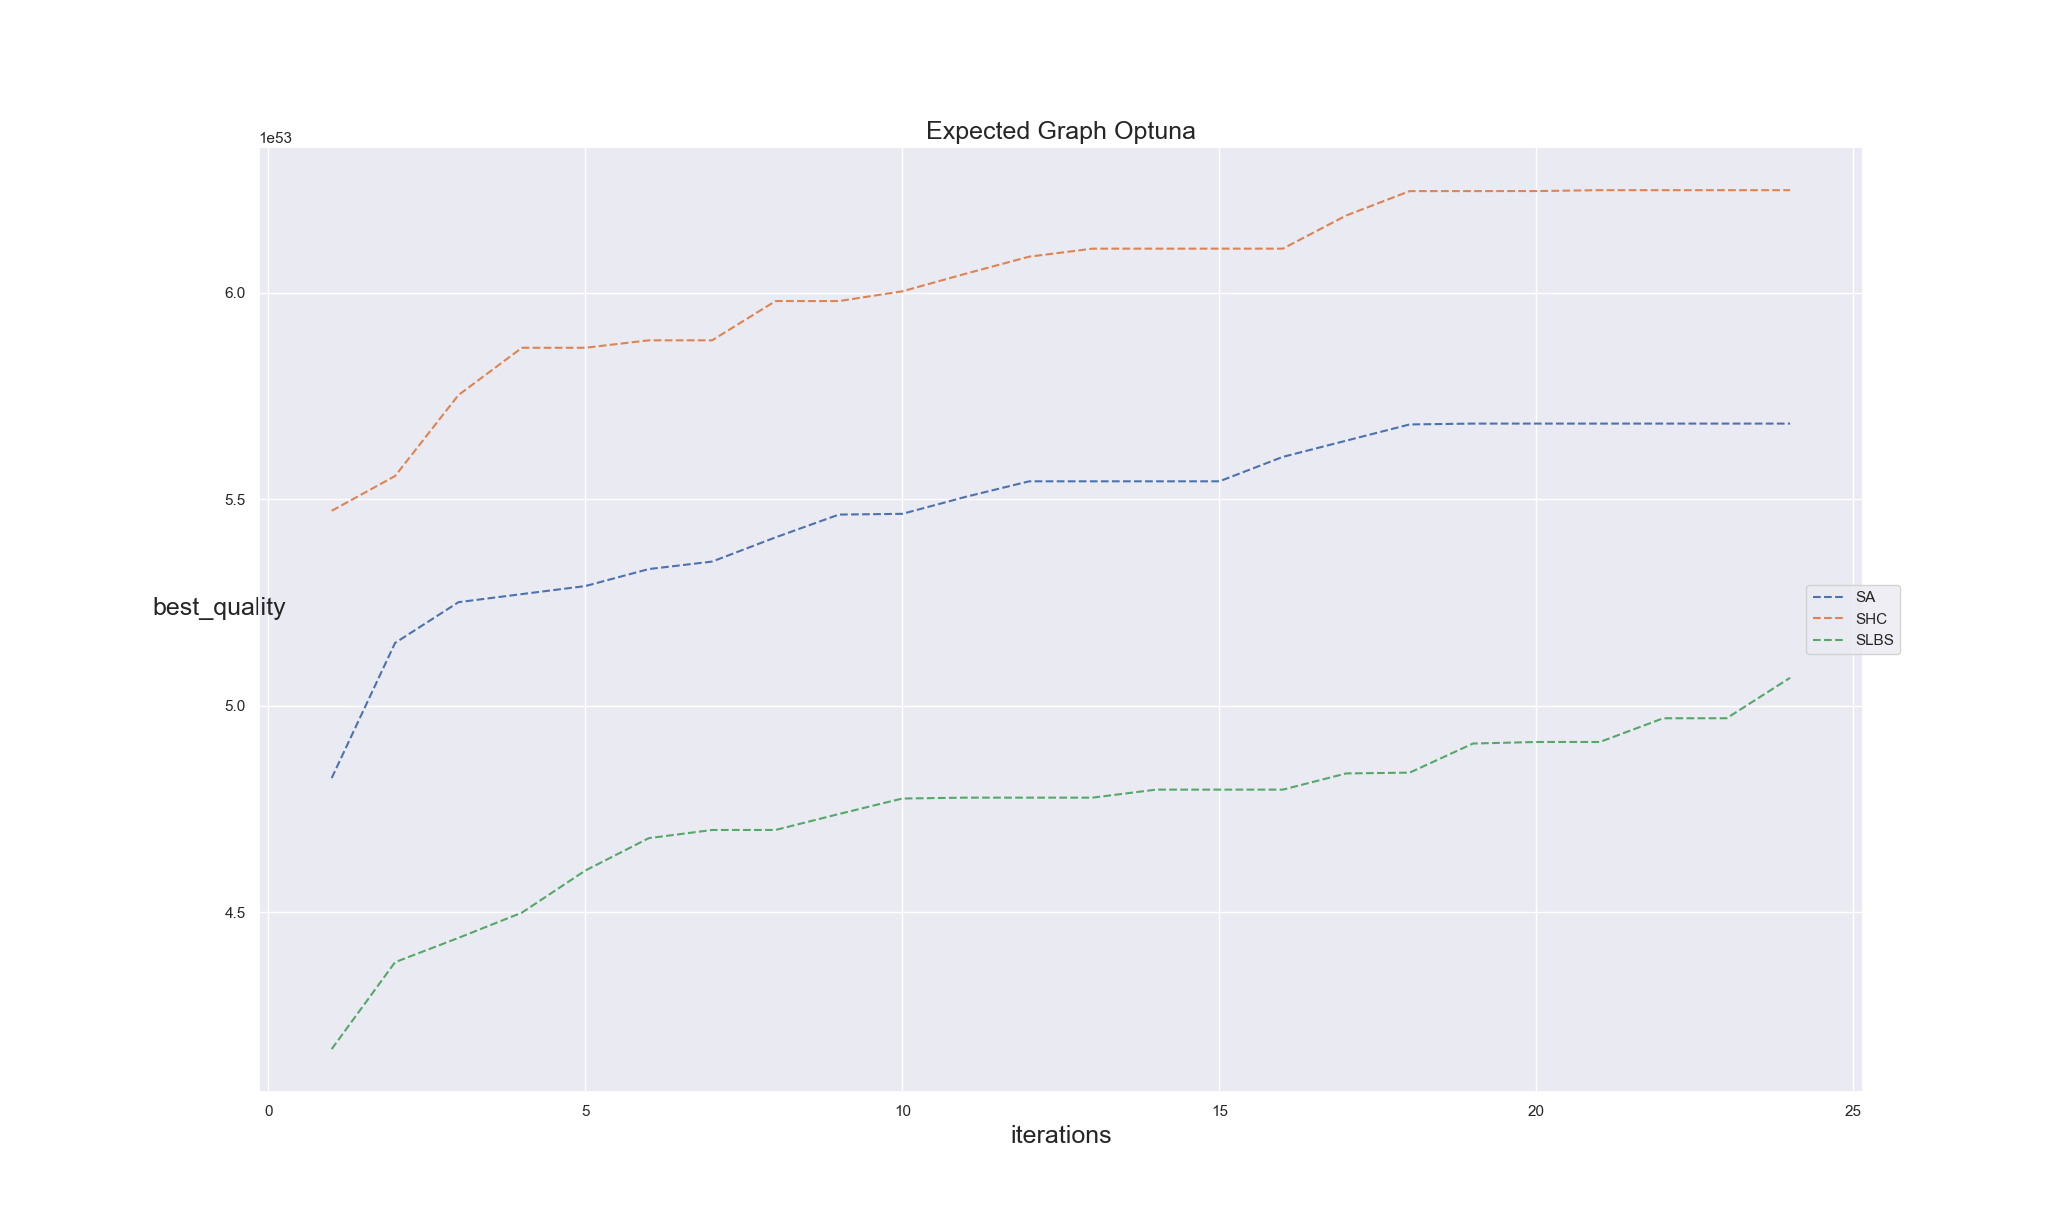 Expected Graph Optuna
1e53
6.0
5.5
5.0
4.5
best_quality
SA
SHC
SLBS
0 5 10 15 20 25
iterations